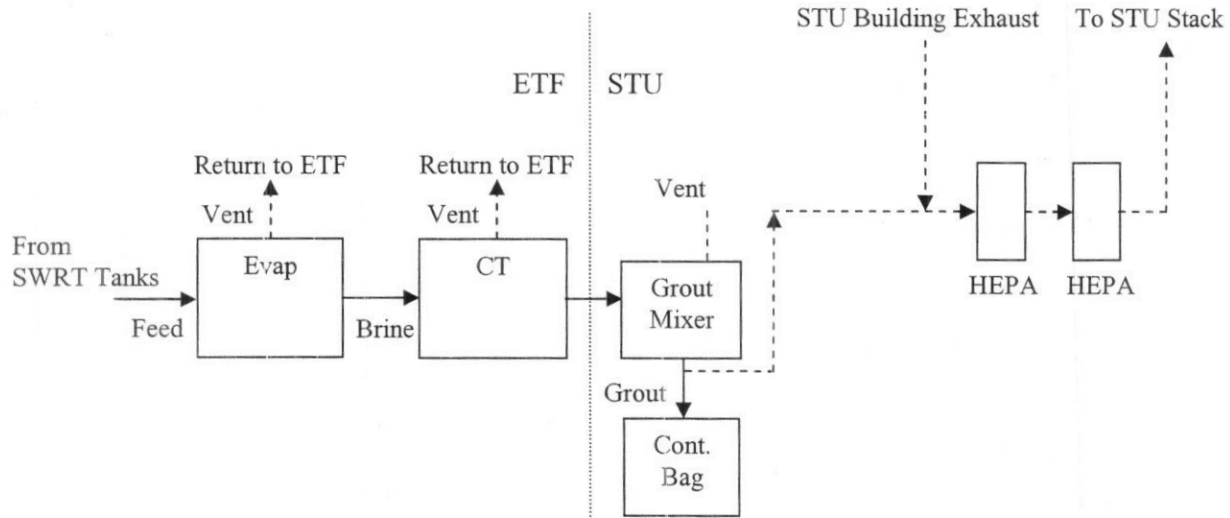 STU Building Exhaust
To STU Stack
ETF
STU
Return to ETF
Return to ETF
Vent
Vent
Vent
From
SWRT Tanks
Evap
CT
Grout
Mixer
HEPA
HEPA
Feed
Brine
Grout
Cont.
Bag